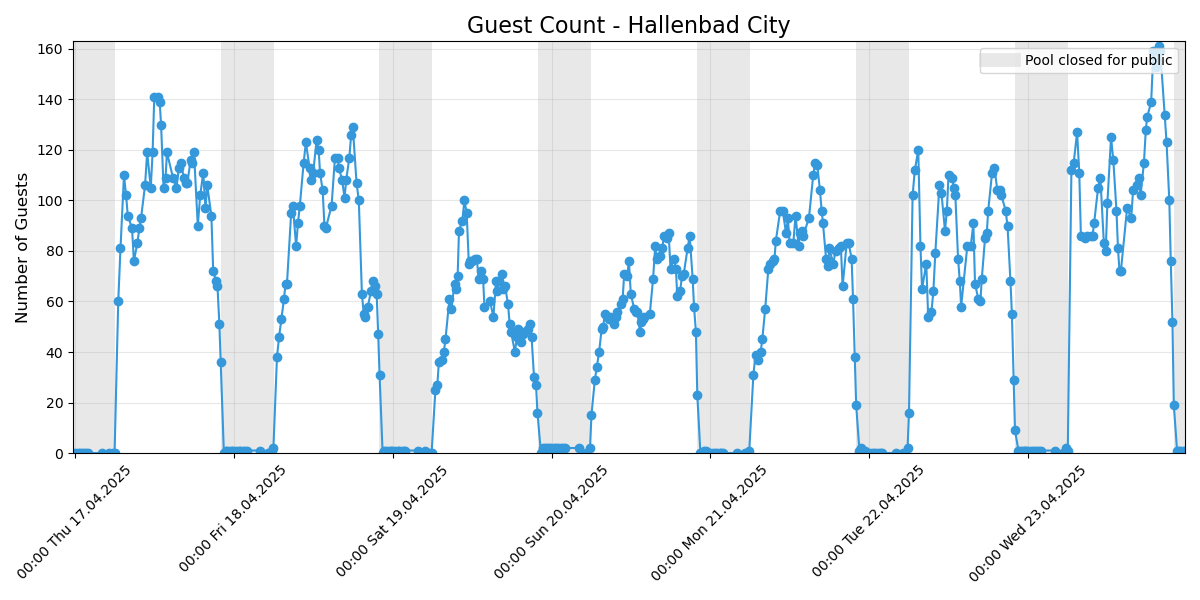 Guest Count - Hallenbad City
Pool closed for public
Number of Guests
160
140
120
100
80
60
40
20
0
00:00 Thu 17.04.2025
00:00 Fri 18.04.2025
00:00 Sat 19.04.2025
00:00 Sun 20.04.2025
00:00 Mon 21.04.2025
00:00 Tue 22.04.2025
00:00 Wed 23.04.2025